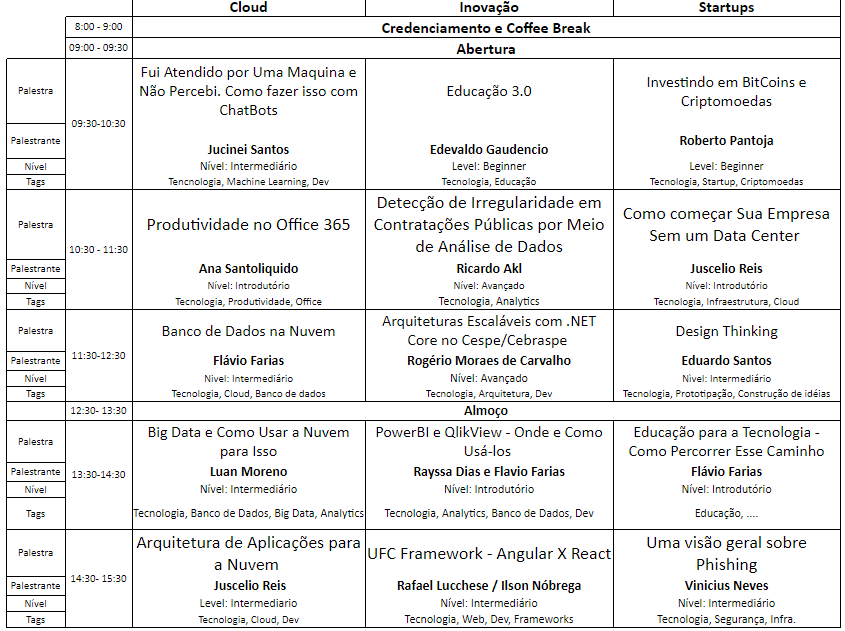 Cloud Inovação Startups
8:00 - 9:00 Credenciamento e Coffee Break
09:00 - 09:30 Abertura
Palestra
09:30-10:30
Fui Atendido por Uma Maquina e
Não Percebi. Como fazer isso com
ChatBots
Educação 3.0
Investindo em BitCoins e
Criptomoedas
Palestrante Jucinei Santos Edevaldo Gaudencio Roberto Pantoja
Nível Nível: Intermediário Level: Beginner Level: Beginner
Tags Tencnologia, Machine Learning, Dev Tecnologia, Educação Tecnologia, Startup, Criptomoedas
Palestra
10:30 - 11:30
Produtividade no Office 365
Detecção de Irregularidade em
Contratações Públicas por Meio
de Análise de Dados
Como começar Sua Empresa
Sem um Data Center
Palestrante Ana Santoliquido Ricardo Akl Juscelio Reis
Nível Nível: Introdutório Nível: Avançado Nível: Introdutório
Tags Tecnologia, Produtividade, Office Tecnologia, Analytics Tecnologia, Infraestrutura, Cloud
Palestra
11:30-12:30
Banco de Dados na Nuvem
Arquiteturas Escaláveis com .NET
Core no Cespe/Cebraspe
Design Thinking
Palestrante Flávio Farias Rogério Moraes de Carvalho Eduardo Santos
Nível Nivel: Intermediário Nível: Avançado Nivel: Intermediário
Tags Tecnologia, Cloud, Banco de dados Tecnologia, Arquitetura, Dev Tecnologia, Prototipação, Construção de idéias
12:30- 13:30 Almoço
Palestra
13:30-14:30
Big Data e Como Usar a Nuvem
para Isso
PowerBI e QlikView - Onde e Como
Usá-los
Educação para a Tecnologia -
Como Percorrer Esse Caminho
Palestrante Luan Moreno Rayssa Dias e Flavio Farias Flávio Farias
Nível Nível: Intermediário Nível: Introdutório Nível: Introdutório
Tags Tecnologia, Banco de Dados, Big Data, Analytics Tecnologia, Analytics, Banco de Dados, Dev Educação, ....
Palestra
14:30- 15:30
Arquitetura de Aplicações para
a Nuvem
UFC Framework - Angular X React
Uma visão geral sobre
Phishing
Palestrante Juscelio Reis Rafael Lucchese / Ilson Nóbrega Vinicius Neves
Nível Level: Intermediario Nível: Intermediário Nível: Intermediário
Tags Tecnologia, Cloud, Dev Tecnologia, Web, Dev, Frameworks Tecnologia, Segurança, Infra.